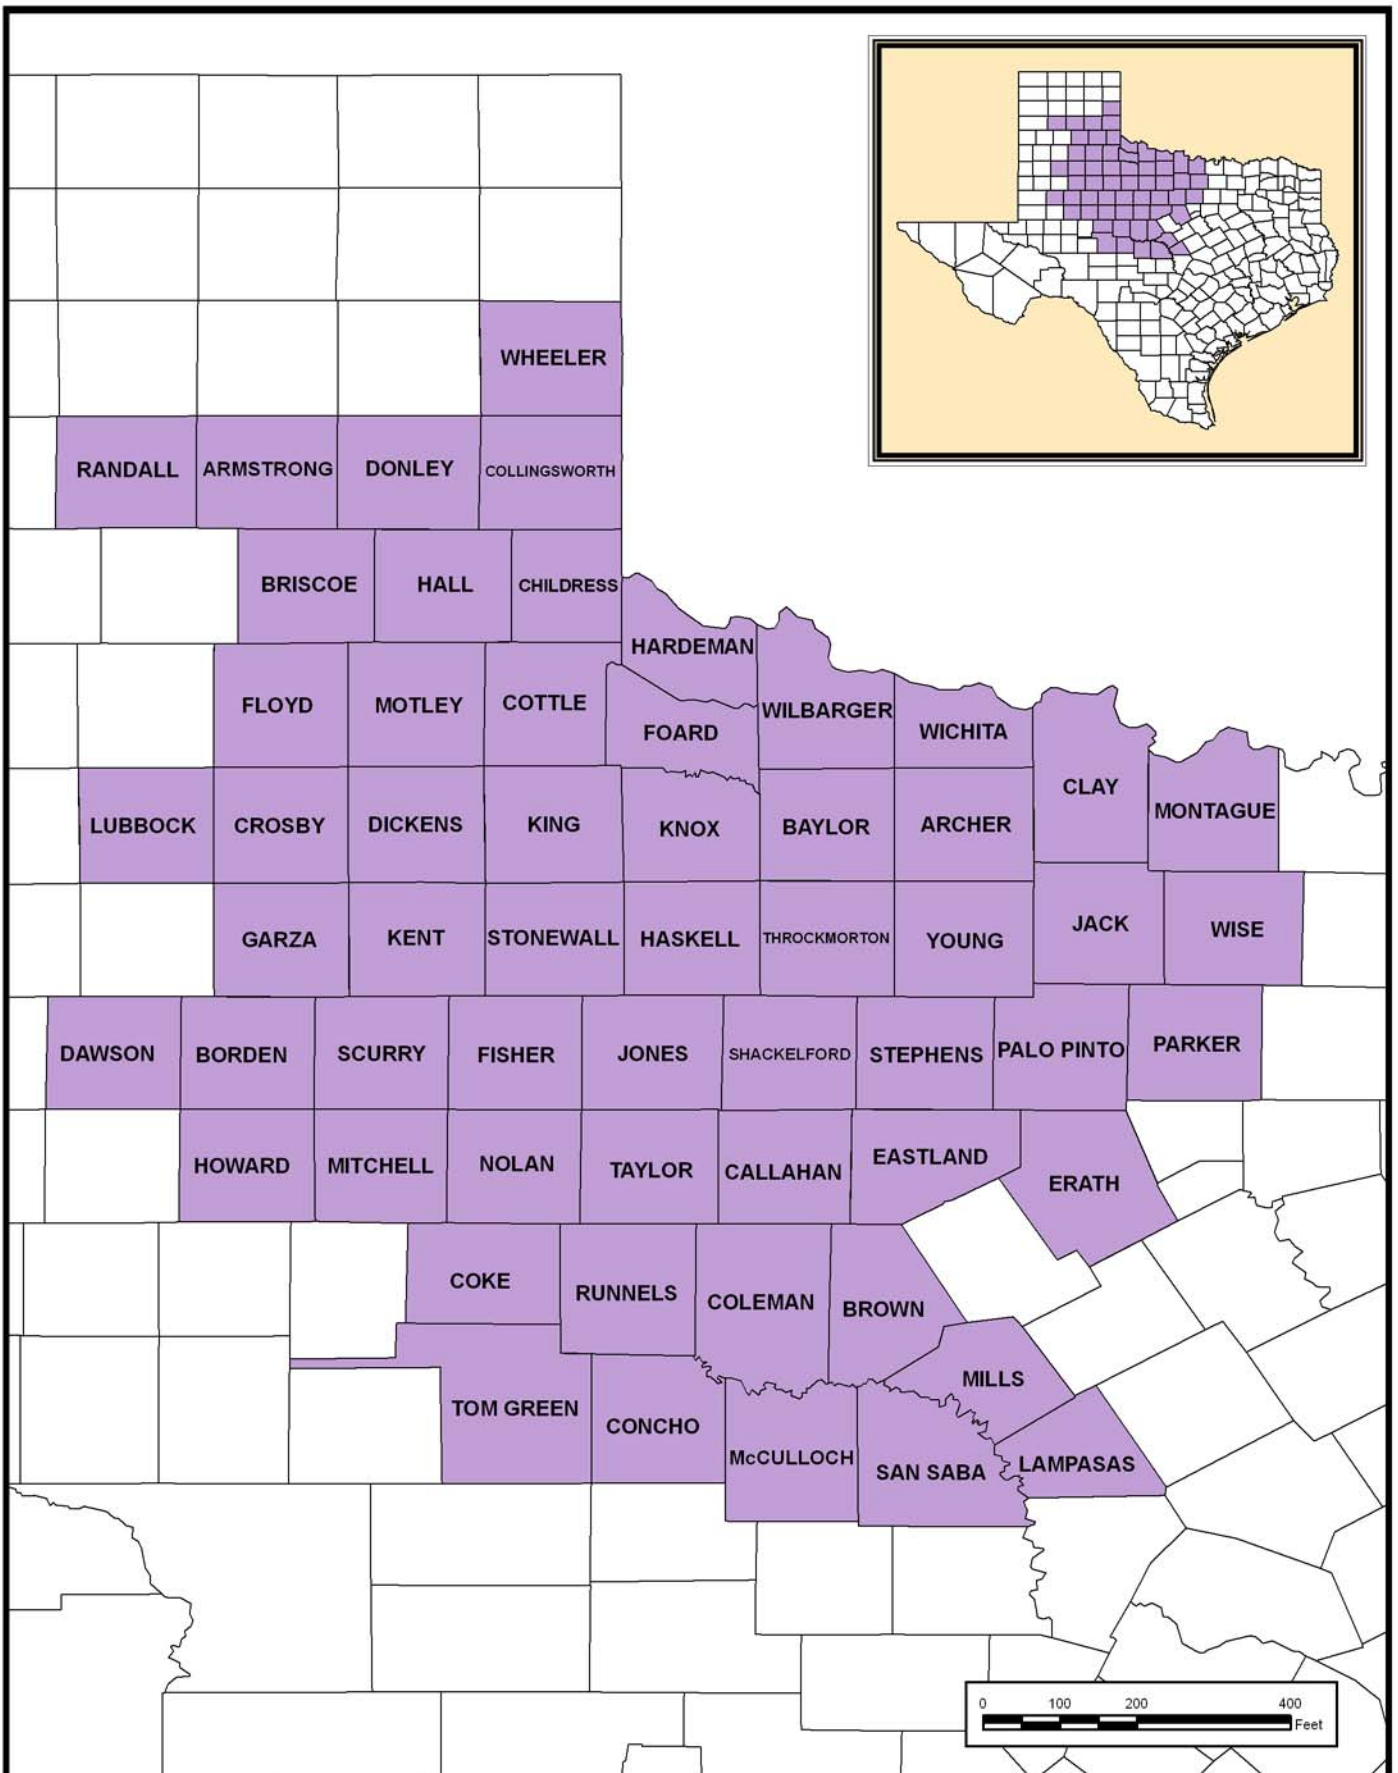 WHEELER
RANDALL
ARMSTRONG
DONLEY
COLLINGSWORTH
BRISCOE
HALL
CHILDRESS
HARDEMAN
FLOYD
MOTLEY
COTTLE
FOARD
WILBARGER
WICHITA
CLAY
MONTAGUE
LUBBOCK
CROSBY
DICKENS
KING
KNOX
BAYLOR
ARCHER
GARZA
KENT
STONEWALL
HASKELL
THROCKMORTON
YOUNG
JACK
WISE
DAWSON
BORDEN
SCURRY
FISHER
JONES
SHACKELFORD
STEPHENS
PALO PINTO
PARKER
HOWARD
MITCHELL
NOLAN
TAYLOR
CALLAHAN
EASTLAND
ERATH
COKE
RUNNELS
COLEMAN
BROWN
MILLS
TOM GREEN
CONCHO
McCULLOCH
SAN SABA
LAMPASAS
0 100 200 400
Feet